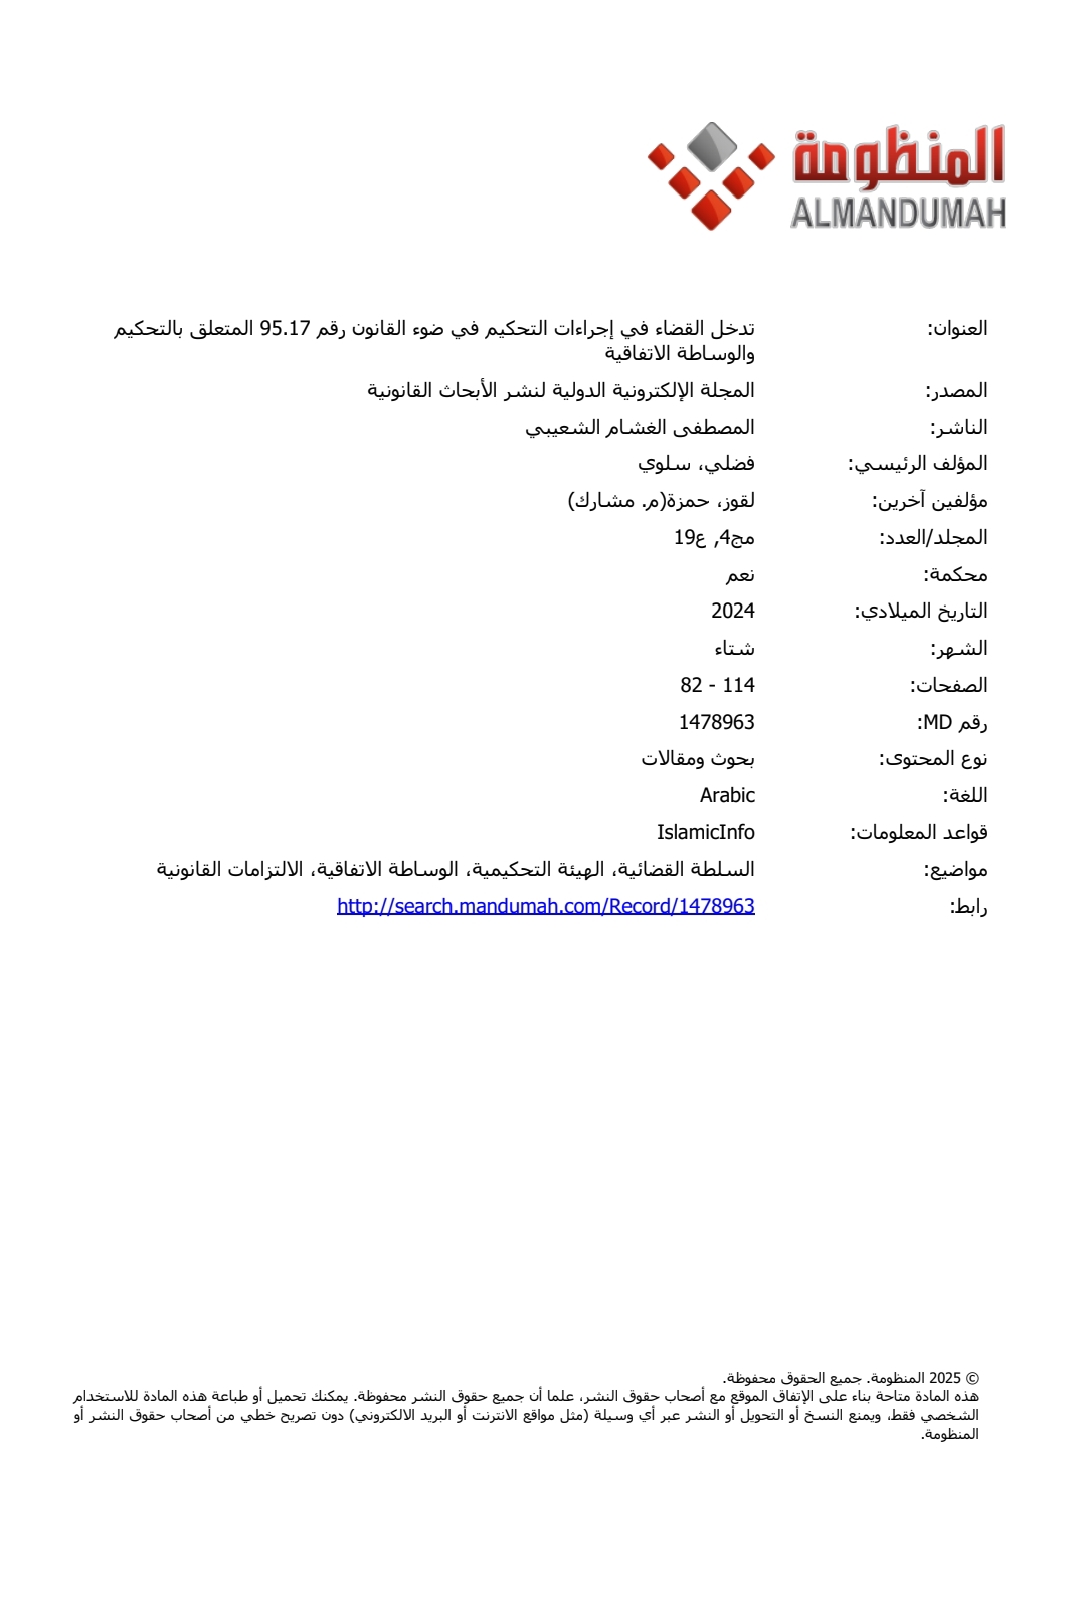 المنظومة
ALMANDUMAH
العنوان: تدخل القضاء في إجراءات التحكيم في ضوء القانون رقم 95.17 المتعلق بالتحكيم
والوساطة الاتفاقية
المصدر: المجلة الإلكترونية الدولية لنشر الأبحاث القانونية
الناشر: المصطفى الغشام الشعيبي
المؤلف الرئيسي: فضلي، سلوي
مؤلفين آخرين: لقوز، حمزة(م. مشارك)
المجلد/العدد: مج4, ع19
محكمة: نعم
التاريخ الميلادي: 2024
الشهر: شتاء
الصفحات: 82 - 114
رقم MD: 1478963
نوع المحتوى: بحوث ومقالات
اللغة: Arabic
قواعد المعلومات: IslamicInfo
مواضيع: السلطة القضائية، الهيئة التحكيمية، الوساطة الاتفاقية، الالتزامات القانونية
رابط: http://search.mandumah.com/Record/1478963
© 2025 المنظومة. جميع الحقوق محفوظة.
هذه المادة متاحة بناء على الإتفاق الموقع مع أصحاب حقوق النشر، علما أن جميع حقوق النشر محفوظة. يمكنك تحميل أو طباعة هذه المادة للاستخدام
الشخصي فقط، ويمنع النسخ أو التحويل أو النشر عبر أي وسيلة (مثل مواقع الانترنت أو البريد الالكتروني) دون تصريح خطي من أصحاب حقوق النشر أو
المنظومة.